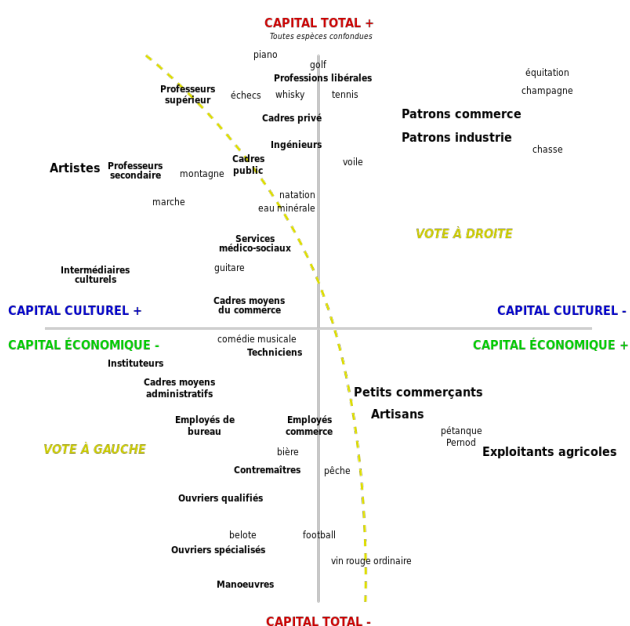 CAPITAL TOTAL +
Toutes espèces confondues
piano
golf
équitation
Professions libérales
Professeurs
supérieur
échecs
whisky
tennis
champagne
Cadres privé
Patrons commerce
Patrons industrie
Ingénieurs
chasse
Artistes
Professeurs
secondaire
montagne
Cadres
public
voile
marche
natation
eau minérale
VOTE À DROITE
Services
médico-sociaux
Intermédiaires
culturels
guitare
CAPITAL CULTUREL +
Cadres moyens
du commerce
CAPITAL CULTUREL -
CAPITAL ÉCONOMIQUE -
comédie musicale
CAPITAL ÉCONOMIQUE +
Techniciens
Instituteurs
Cadres moyens
administratifs
Petits commerçants
Artisans
Employés de
bureau
Employés
commerce
pétanque
Pernod
VOTE À GAUCHE
bière
Exploitants agricoles
Contremaîtres
pêche
Ouvriers qualifiés
belote
football
Ouvriers spécialisés
vin rouge ordinaire
Manoeuvres
CAPITAL TOTAL -